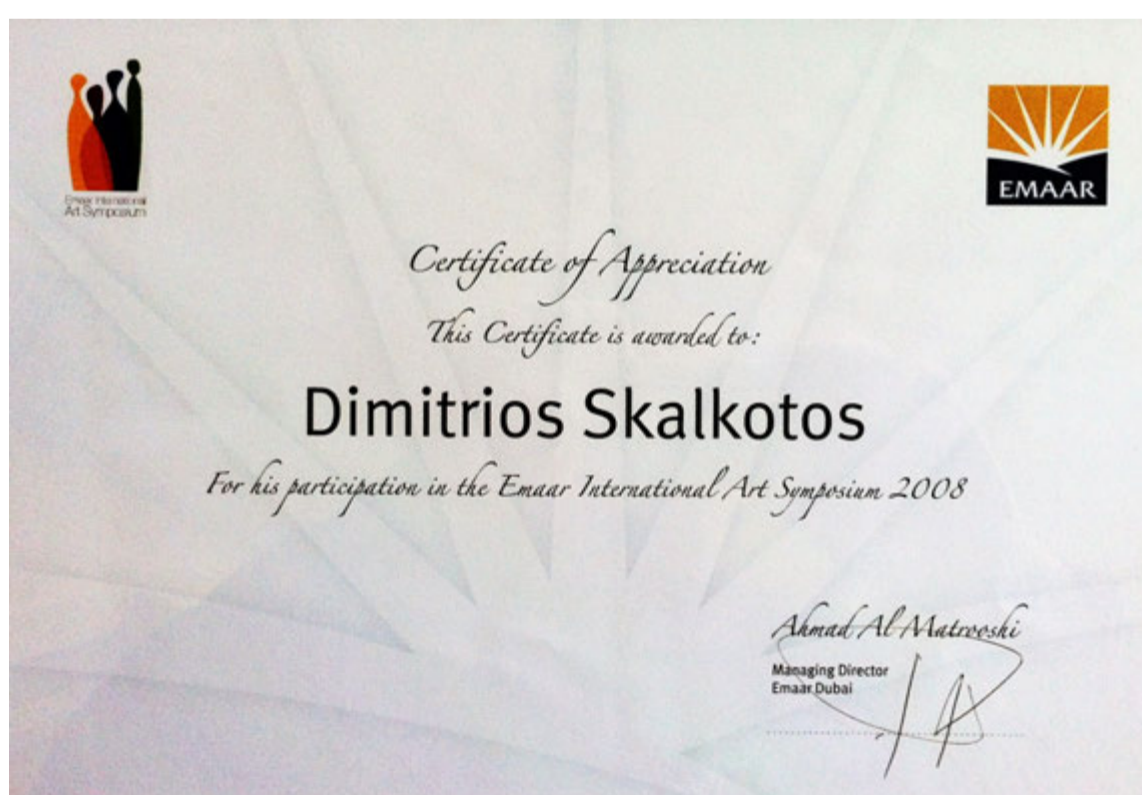 Emaar International
Art Symposium
EMAAR
Certificate of Appreciation
This Certificate is awarded to:
Dimitrios Skalkotos
For his participation in the Emaar International Art Symposium 2008
Ahmad Al Matrooshi
Managing Director
Emaar Dubai